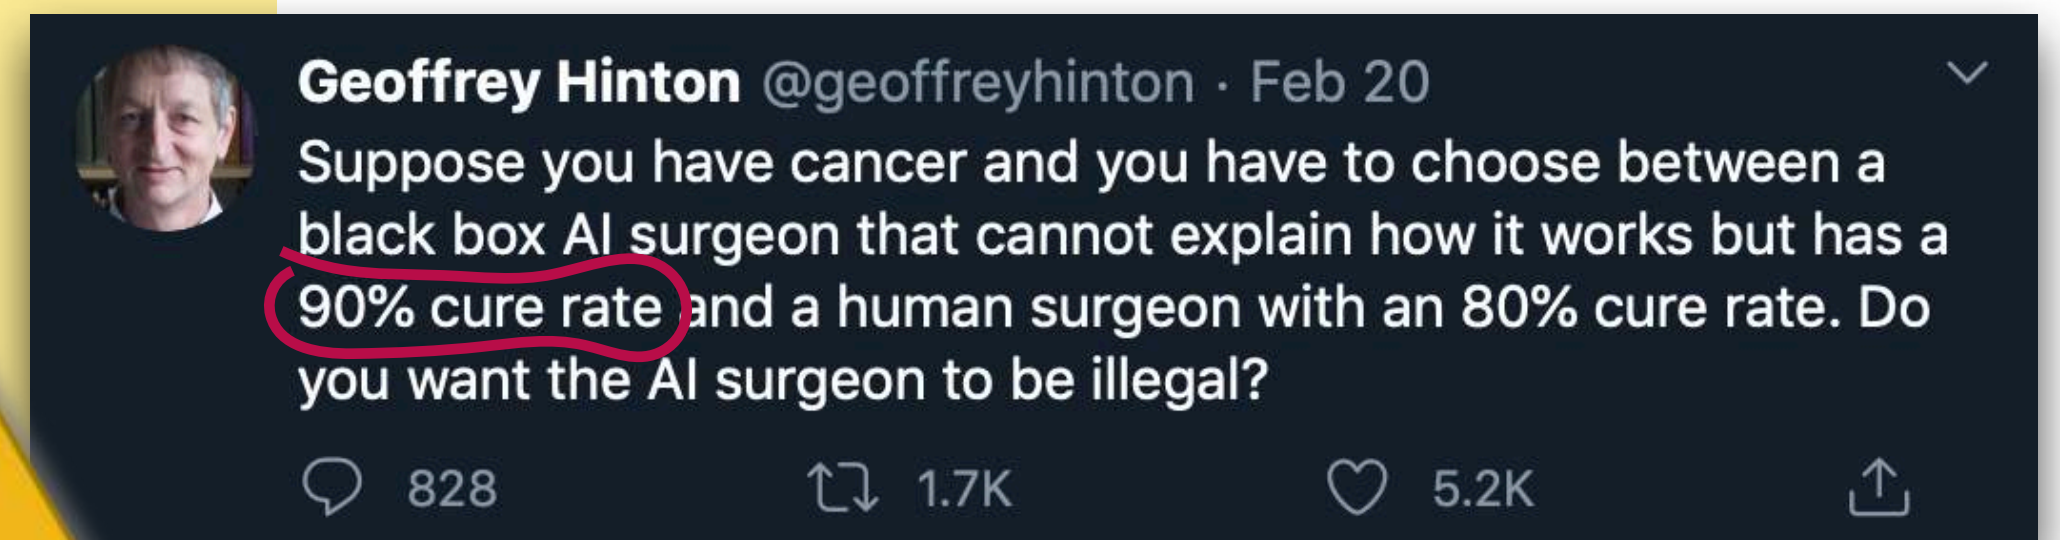 Geoffrey Hinton @geoffreyhinton · Feb 20
Suppose you have cancer and you have to choose between a
black box AI surgeon that cannot explain how it works but has a
90% cure rate and a human surgeon with an 80% cure rate. Do
you want the AI surgeon to be illegal?
828 1.7K 5.2K